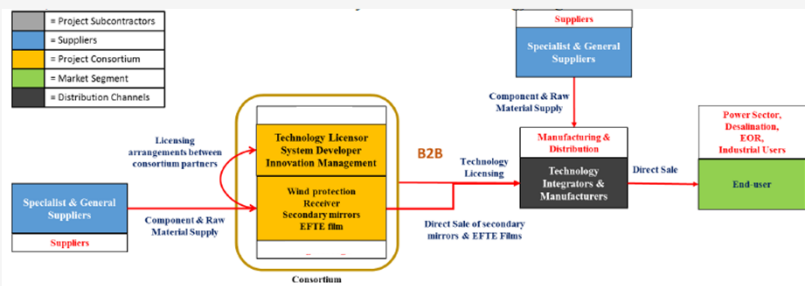 = Project Subcontractors
= Suppliers
= Project Consortium
= Market Segment
= Distribution Channels
Suppliers
Specialist & General
Suppliers
Component & Raw
Material Supply
Licensing
arrangements between
consortium partners
Technology Licensor
System Developer
Innovation Management
Wind protection
Receiver
Secondary mirrors
EFTE film
Consortium
Specialist & General
Suppliers
Suppliers
Component & Raw
Material Supply
B2B
Technology
Licensing
Direct Sale of secondary
mirrors & EFTE Films
Manufacturing &
Distribution
Technology
Integrators &
Manufacturers
Direct Sale
Power Sector,
Desalination,
EOR,
Industrial Users
End-user